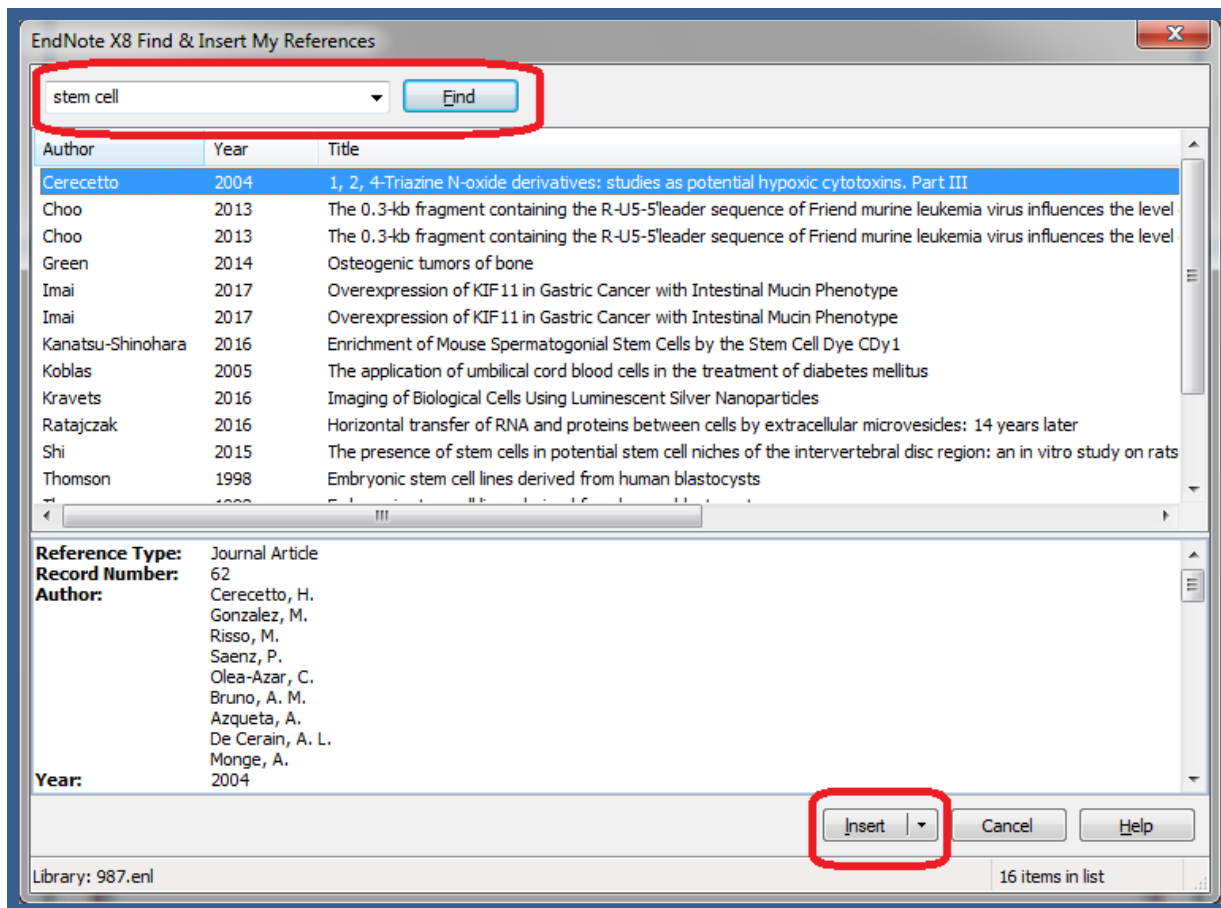 EndNote X8 Find & Insert My References
stem cell Find
Author Year Title
Cerecetto 2004 1, 2, 4-Triazine N-oxide derivatives: studies as potential hypoxic cytotoxins. Part III
Choo 2013 The 0.3-kb fragment containing the R-U5-5'leader sequence of Friend murine leukemia virus influences the level
Choo 2013 The 0.3-kb fragment containing the R-U5-5'leader sequence of Friend murine leukemia virus influences the level
Green 2014 Osteogenic tumors of bone
Imai 2017 Overexpression of KIF11 in Gastric Cancer with Intestinal Mucin Phenotype
Imai 2017 Overexpression of KIF11 in Gastric Cancer with Intestinal Mucin Phenotype
Kanatsu-Shinohara 2016 Enrichment of Mouse Spermatogonial Stem Cells by the Stem Cell Dye CDy1
Koblas 2005 The application of umbilical cord blood cells in the treatment of diabetes mellitus
Kravets 2016 Imaging of Biological Cells Using Luminescent Silver Nanoparticles
Ratajczak 2016 Horizontal transfer of RNA and proteins between cells by extracellular microvesicles: 14 years later
Shi 2015 The presence of stem cells in potential stem cell niches of the intervertebral disc region: an in vitro study on rats
Thomson 1998 Embryonic stem cell lines derived from human blastocysts
Reference Type: Journal Article
Record Number: 62
Author: Cerecetto, H.
Gonzalez, M.
Risso, M.
Saenz, P.
Olea-Azar, C.
Bruno, A. M.
Azqueta, A.
De Cerain, A. L.
Monge, A.
Year: 2004
Insert Cancel Help
Library: 987.enl 16 items in list